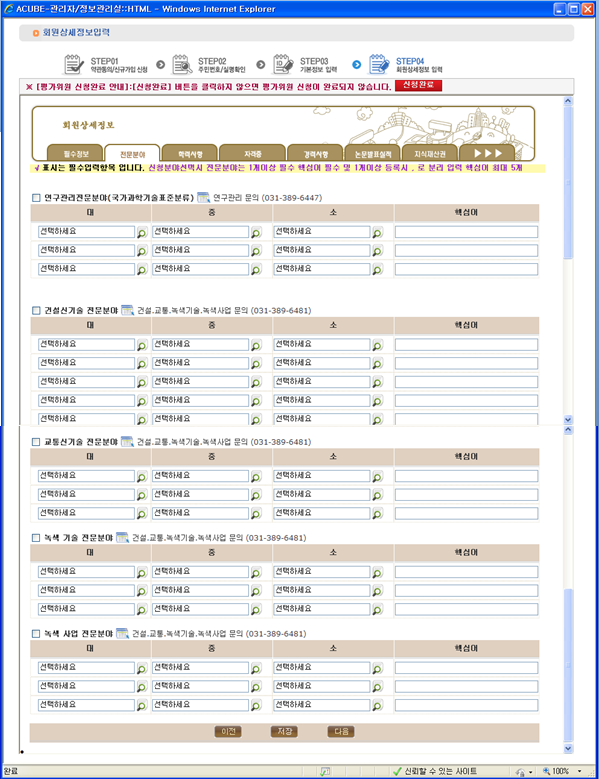 ACUBE-관리자/정보관리실::HTML - Windows Internet Explorer
회원상세정보입력
STEP01 STEP02 STEP03 STEP04
약관동의/신규가입 신청 주민번호/실명확인 기본정보 입력 회원상세정보 입력
※ [평가위원 신청완료 안내]:[신청완료] 버튼을 클릭하지 않으면 평가위원 신청이 완료되지 않습니다. 신청완료
회원상세정보
필수정보 전문분야 학력사항 자격증 경력사항 논문발표실적 지식재산권 ▶ ▶ ▶
√ 표시는 필수입력항목 입니다. 신청분야선택시 전문분야는 1개이상 필수 및 핵심어 필수 및 1개이상 등록시 , 로 분리 입력 핵심어 최대 5개
연구관리전문분야(국가과학기술표준분류) 연구관리 문의 (031-389-6447)
대 중 소 핵심어
선택하세요 선택하세요 선택하세요
선택하세요 선택하세요 선택하세요
선택하세요 선택하세요 선택하세요
건설신기술 전문분야 건설,교통,녹색기술,녹색사업 문의 (031-389-6481)
대 중 소 핵심어
선택하세요 선택하세요 선택하세요
선택하세요 선택하세요 선택하세요
선택하세요 선택하세요 선택하세요
선택하세요 선택하세요 선택하세요
선택하세요 선택하세요 선택하세요
교통신기술 전문분야 건설,교통,녹색기술,녹색사업 문의 (031-389-6481)
대 중 소 핵심어
선택하세요 선택하세요 선택하세요
선택하세요 선택하세요 선택하세요
선택하세요 선택하세요 선택하세요
녹색 기술 전문분야 건설,교통,녹색기술,녹색사업 문의 (031-389-6481)
대 중 소 핵심어
선택하세요 선택하세요 선택하세요
선택하세요 선택하세요 선택하세요
선택하세요 선택하세요 선택하세요
녹색 사업 전문분야 건설,교통,녹색기술,녹색사업 문의 (031-389-6481)
대 중 소 핵심어
선택하세요 선택하세요 선택하세요
선택하세요 선택하세요 선택하세요
선택하세요 선택하세요 선택하세요
이전 저장 다음
완료 신뢰할 수 있는 사이트 100%